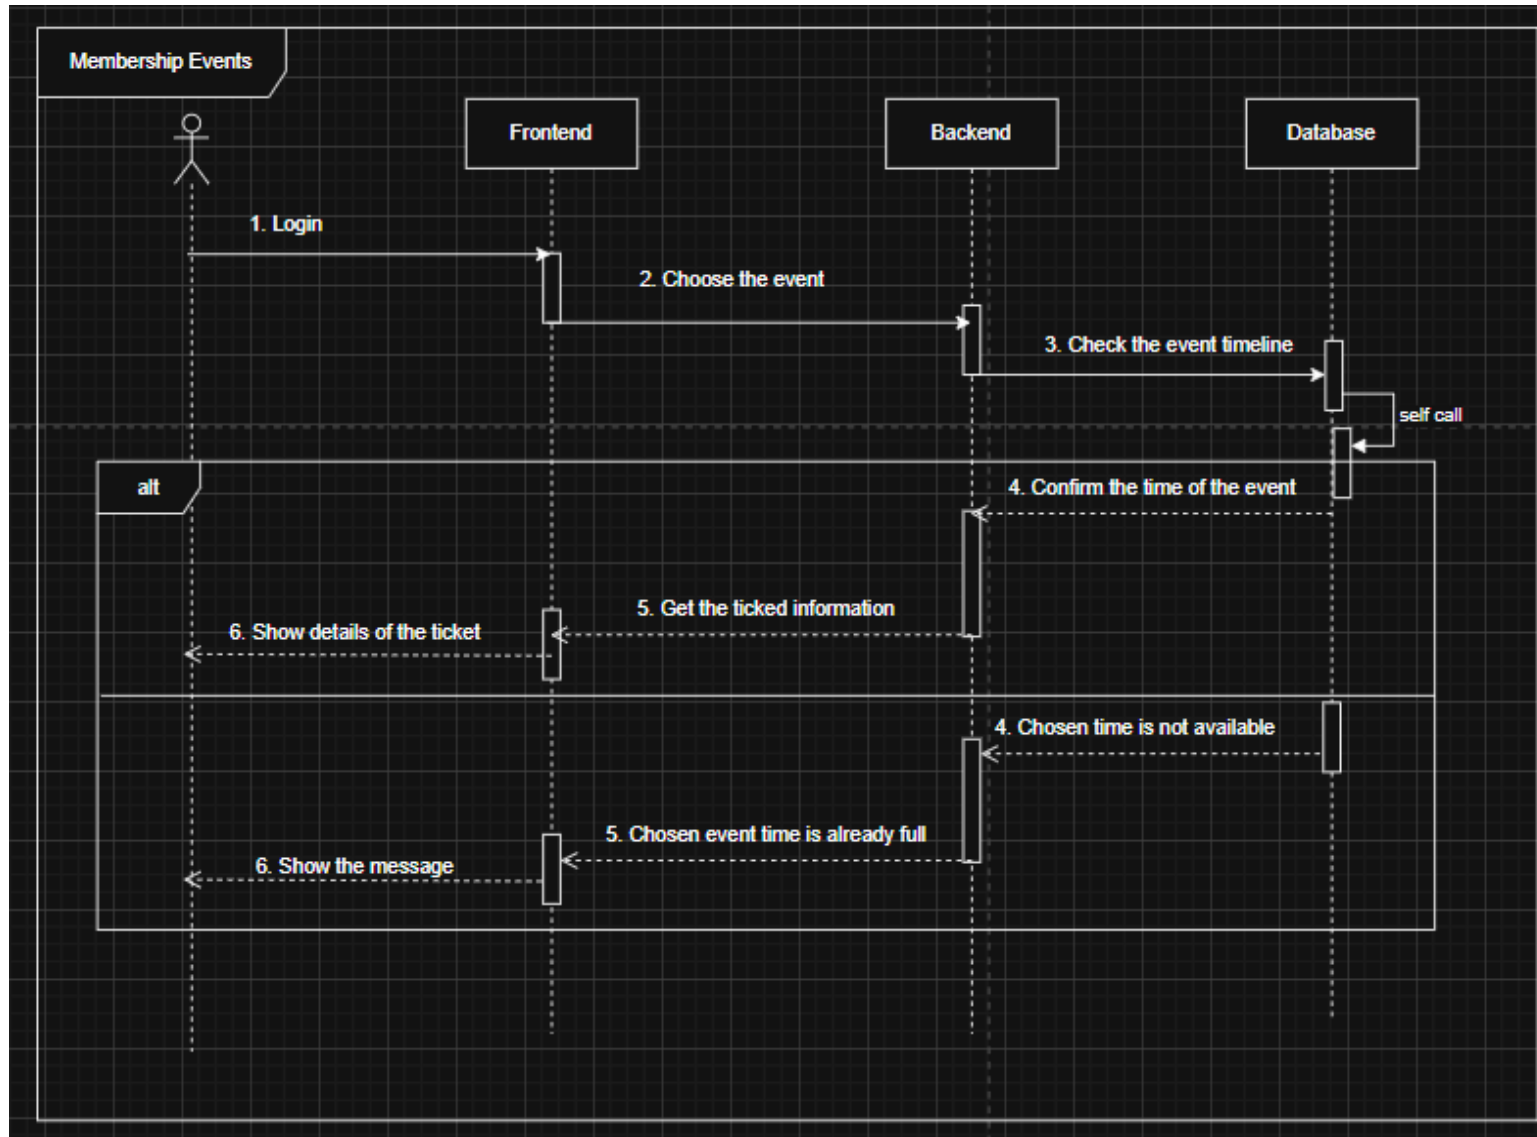 Membership Events
Frontend
Backend
Database
1. Login
2. Choose the event
3. Check the event timeline
self call
alt
4. Confirm the time of the event
5. Get the ticked information
6. Show details of the ticket
4. Chosen time is not available
5. Chosen event time is already full
6. Show the message